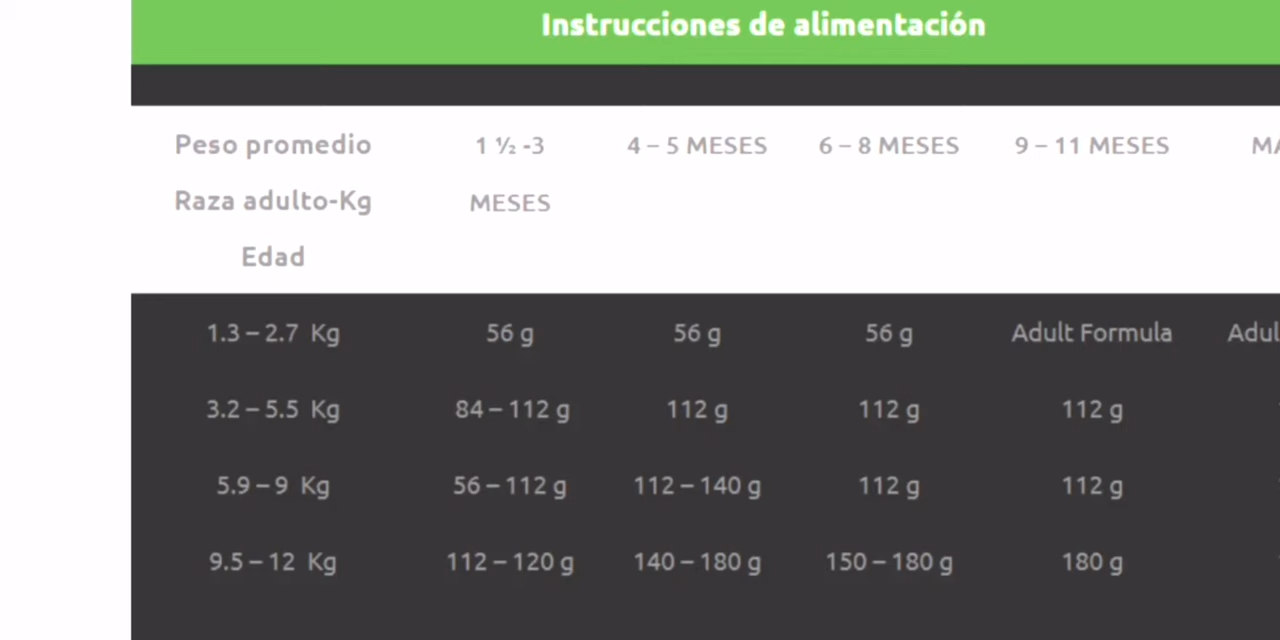 Instrucciones de alimentación
Peso promedio 1 ½ -3 4 – 5 MESES 6 – 8 MESES 9 – 11 MESES
Raza adulto-Kg MESES
Edad
1.3 – 2.7 Kg 56 g 56 g 56 g Adult Formula
3.2 – 5.5 Kg 84 – 112 g 112 g 112 g 112 g
5.9 – 9 Kg 56 – 112 g 112 – 140 g 112 g 112 g
9.5 – 12 Kg 112 – 120 g 140 – 180 g 150 – 180 g 180 g